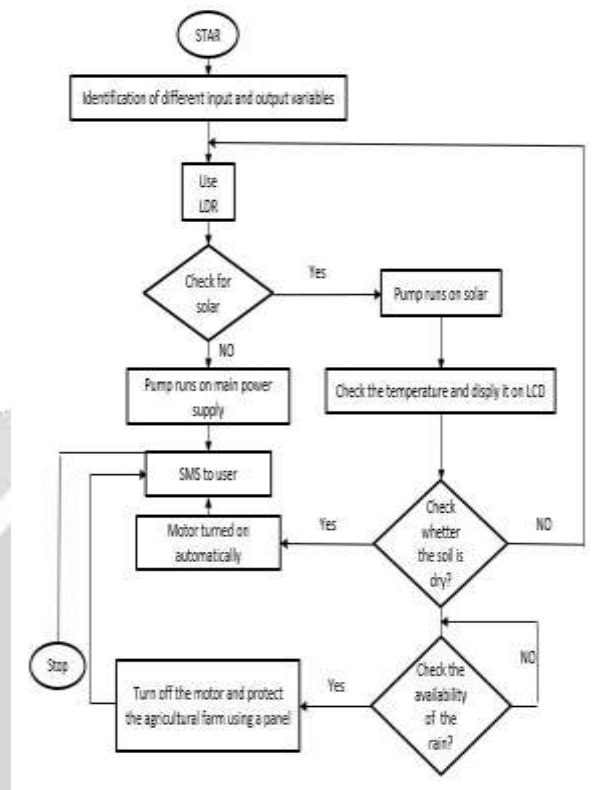 STAR
Identification of different input and output variables
Use
LDR
Check for
solar
Yes
Pump runs on solar
NO
Pump runs on main power
supply
Check the temperature and disply it on LCD
SMS to user
Motor turned on
automatically
Yes
Check
whetter
the soil is
dry?
NO
Stop
Turn off the motor and protect
the agricultural farm using a panel
Yes
Check the
availability
of the
rain?
NO